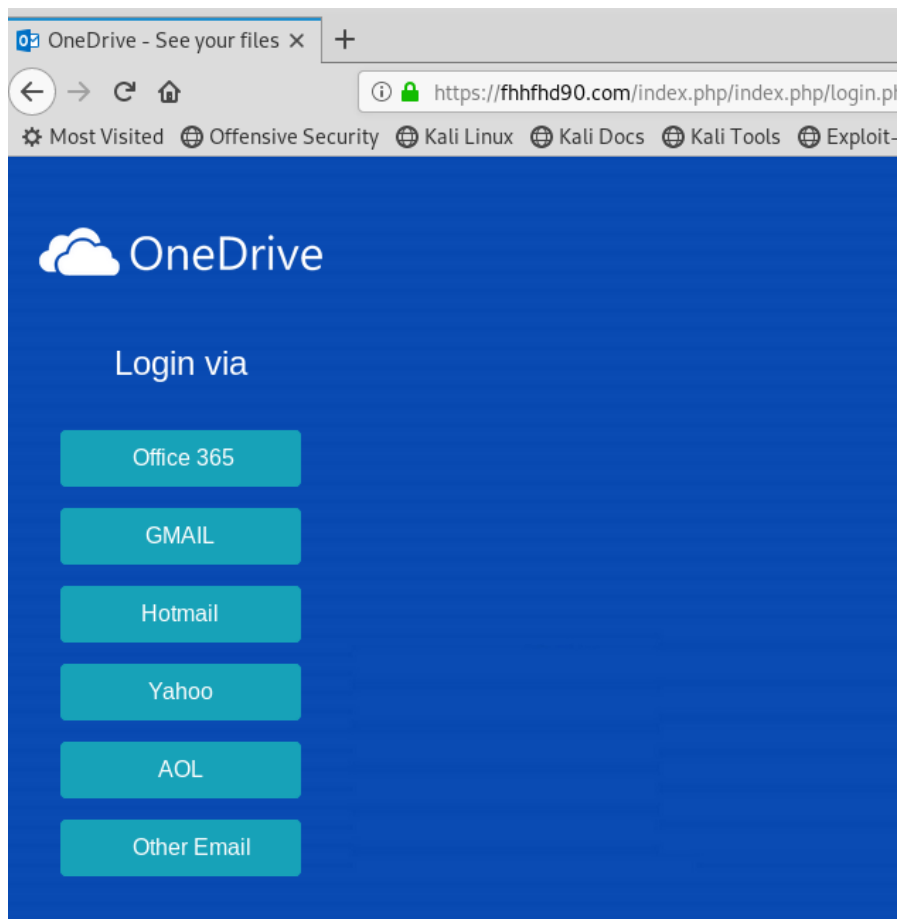 OneDrive - See your files
https://fhhfhd90.com/index.php/index.php/login.ph
Most Visited Offensive Security Kali Linux Kali Docs Kali Tools Exploit-
OneDrive
Login via
Office 365
GMAIL
Hotmail
Yahoo
AOL
Other Email